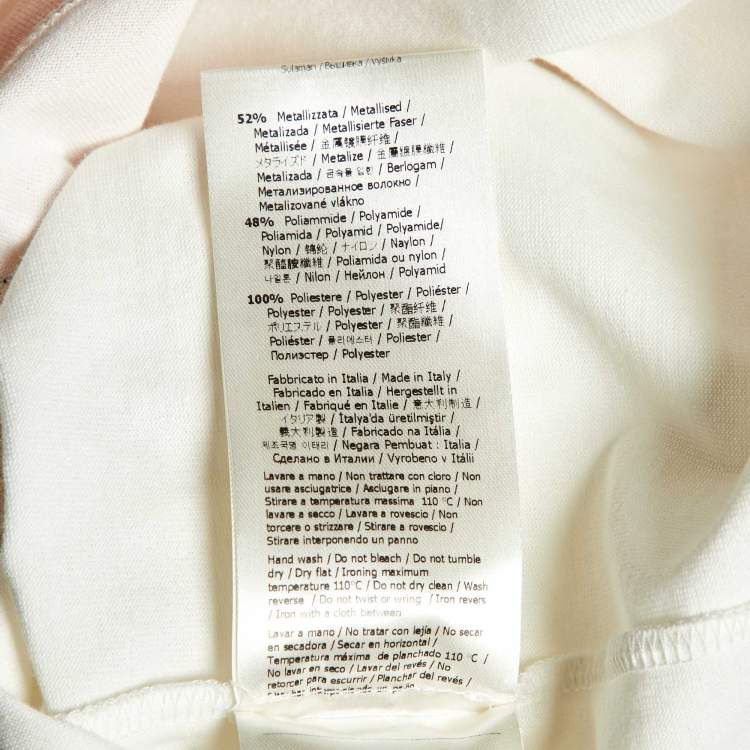 Sulaman / Вышивка / Výšivka
52% Metallizzata / Metallised /
Metalizada / Metallisierte Faser /
Métallisée / 金属镀膜纤维 /
メタライズド / Metalize / 金屬鍍膜纖維 /
Metalizada / 금속을 입힌 / Berlogam /
Метализированное волокно /
Metalizované vlákno
48% Poliammide / Polyamide /
Poliamida / Polyamid / Polyamide/
Nylon / 锦纶 / ナイロン / Naylon /
聚醯胺纖維 / Poliamida ou nylon /
나일론 / Nilon / Нейлон / Polyamid
100% Poliestere / Polyester / Poliéster /
Polyester / Polyester / 聚酯纤维 /
ポリエステル / Polyester / 聚酯纖維 /
Poliéster / 폴리에스터 / Poliester /
Полиэстер / Polyester
Fabbricato in Italia / Made in Italy /
Fabricado en Italia / Hergestellt in
Italien / Fabriqué en Italie / 意大利制造 /
イタリア製 / İtalya'da üretilmiştir /
義大利製造 / Fabricado na Itália /
제조국명 이태리 / Negara Pembuat : Italia /
Сделано в Италии / Vyrobeno v Itálii
Lavare a mano / Non trattare con cloro / Non
usare asciugatrice / Asciugare in piano /
Stirare a temperatura massima 110 °C / Non
lavare a secco / Lavare a rovescio / Non
torcere o strizzare / Stirare a rovescio /
Stirare interponendo un panno
Hand wash / Do not bleach / Do not tumble
dry / Dry flat / Ironing maximum
temperature 110°C / Do not dry clean / Wash
reverse / Do not twist or wring / Iron revers
/ Iron with a cloth between
Lavar a mano / No tratar con lejía / No secar
en secadora / Secar en horizontal /
Temperatura máxima de planchado 110 °C /
No lavar en seco / Lavar del revés / No
retorcer para escurrir / Planchar del revés /